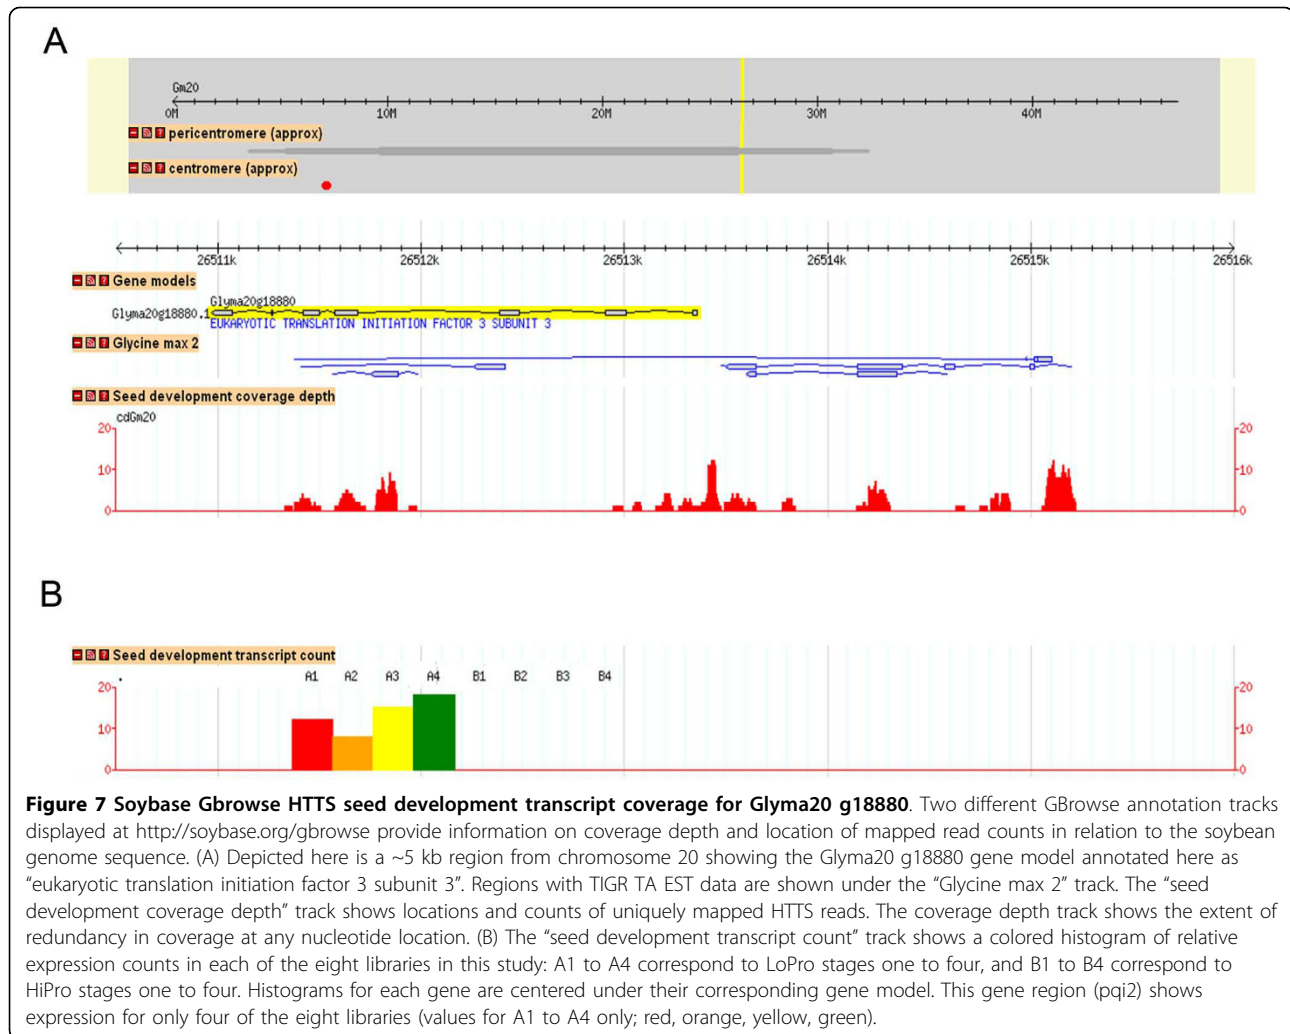 A
Gm20
0M 10M 20M 30M 40M
pericentromere (approx)
centromere (approx)
26511k 26512k 26513k 26514k 26515k 26516k
Gene models
Glyma20g18880
Glyma20g18880.1
EUKARYOTIC TRANSLATION INITIATION FACTOR 3 SUBUNIT 3
Glycine max 2
Seed development coverage depth
cdGm20
20 20
10 10
0 0
B
Seed development transcript count
A1 A2 A3 A4 B1 B2 B3 B4
20 20
10 10
0 0
Figure 7 Soybase Gbrowse HTTS seed development transcript coverage for Glyma20 g18880. Two different GBrowse annotation tracks
displayed at http://soybase.org/gbrowse provide information on coverage depth and location of mapped read counts in relation to the soybean
genome sequence. (A) Depicted here is a ~5 kb region from chromosome 20 showing the Glyma20 g18880 gene model annotated here as
“eukaryotic translation initiation factor 3 subunit 3”. Regions with TIGR TA EST data are shown under the “Glycine max 2” track. The “seed
development coverage depth” track shows locations and counts of uniquely mapped HTTS reads. The coverage depth track shows the extent of
redundancy in coverage at any nucleotide location. (B) The “seed development transcript count” track shows a colored histogram of relative
expression counts in each of the eight libraries in this study: A1 to A4 correspond to LoPro stages one to four, and B1 to B4 correspond to
HiPro stages one to four. Histograms for each gene are centered under their corresponding gene model. This gene region (pqi2) shows
expression for only four of the eight libraries (values for A1 to A4 only; red, orange, yellow, green).